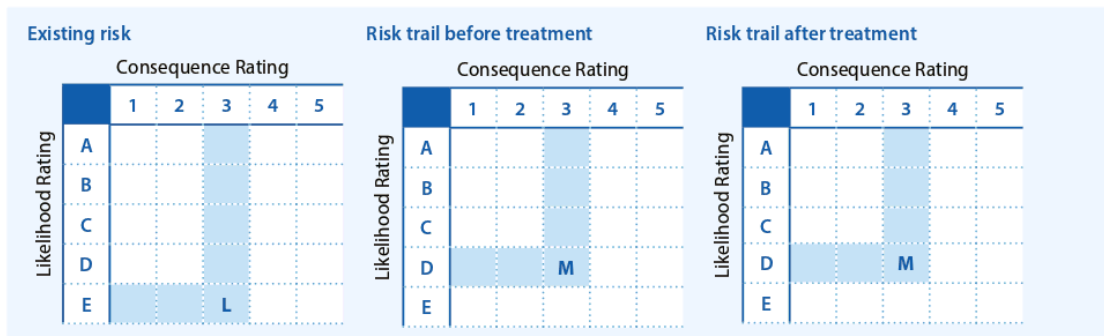 Existing risk
Consequence Rating
Likelihood Rating
1 2 3 4 5
A
B
C
D
E L
Risk trail before treatment
Consequence Rating
Likelihood Rating
1 2 3 4 5
A
B
C
D M
E
Risk trail after treatment
Consequence Rating
Likelihood Rating
1 2 3 4 5
A
B
C
D M
E